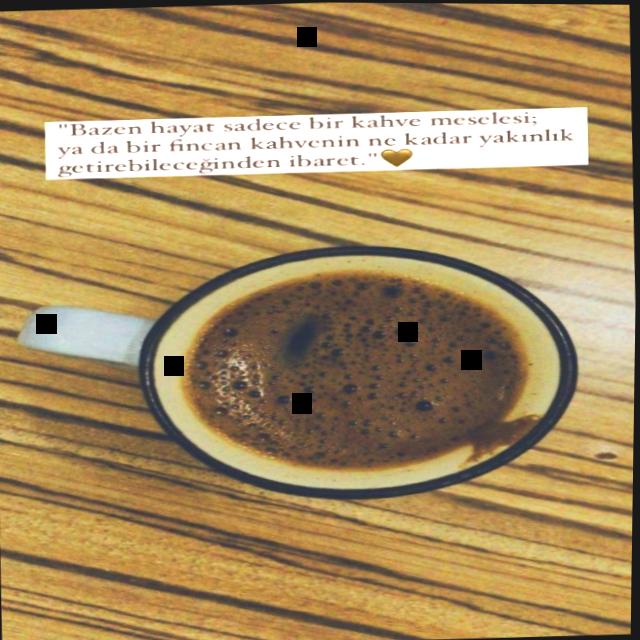 "Bazen hayat sadece bir kahve meselesi;
ya da bir fincan kahvenin ne kadar yakınlık
getirebileceğinden ibaret."🤎